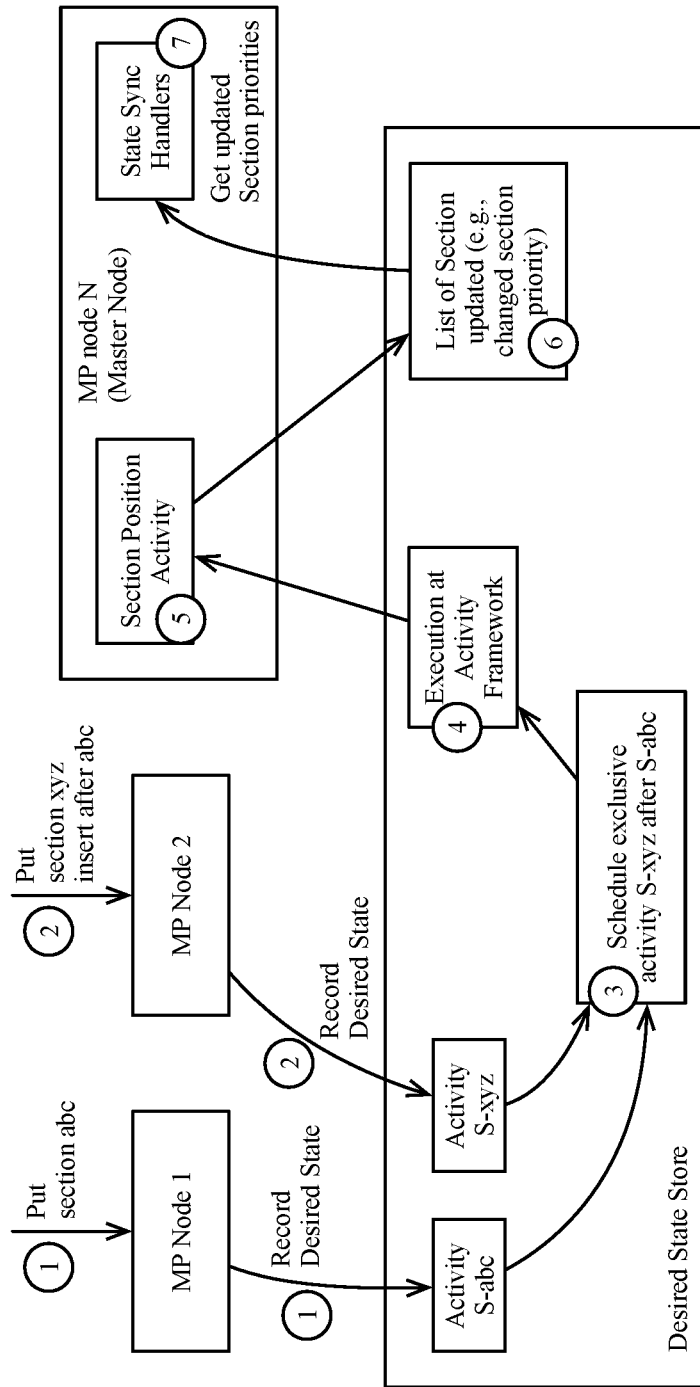 1
Put
section abc
MP Node 1
1
Record
Desired State
2
Put
section xyz
insert after abc
MP Node 2
2
Record
Desired State
MP node N
(Master Node)
Section Position
Activity
5
State Sync
Handlers
7
Get updated
Section priorities
Activity
S-abc
Activity
S-xyz
3
Schedule exclusive
activity S-xyz after S-abc
4
Execution at
Activity
Framework
List of Section
updated (e.g.,
changed section
priority)
6
Desired State Store